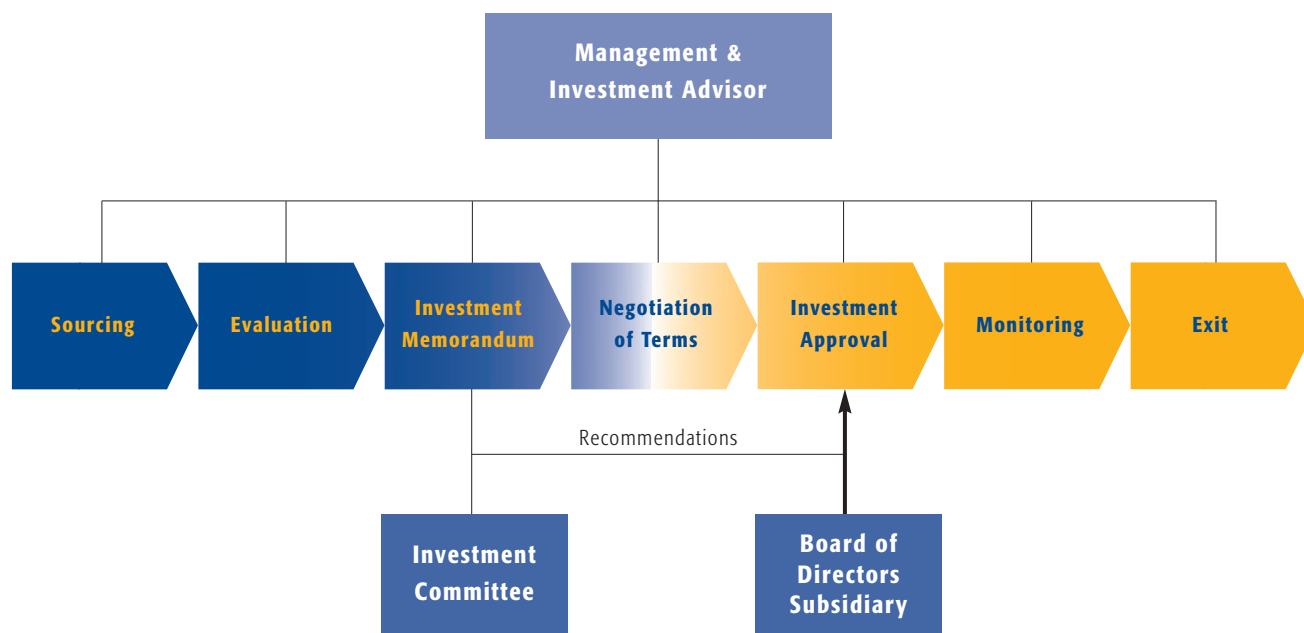 Management &
Investment Advisor
Sourcing
Evaluation
Investment
Memorandum
Negotiation
of Terms
Investment
Approval
Monitoring
Exit
Recommendations
Investment
Committee
Board of
Directors
Subsidiary